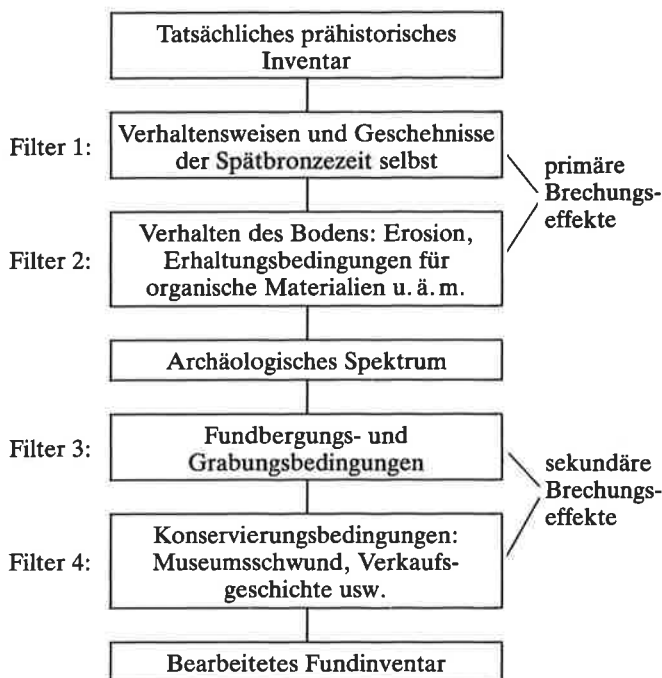 Tatsächliches prähistorisches
Inventar
Filter 1:
Verhaltensweisen und Geschehnisse
der Spätbronzezeit selbst
primäre
Brechungs-
effekte
Filter 2:
Verhalten des Bodens: Erosion,
Erhaltungsbedingungen für
organische Materialien u. ä. m.
Archäologisches Spektrum
Filter 3:
Fundbergungs- und
Grabungsbedingungen
sekundäre
Brechungs-
effekte
Filter 4:
Konservierungsbedingungen:
Museumsschwund, Verkaufs-
geschichte usw.
Bearbeitetes Fundinventar